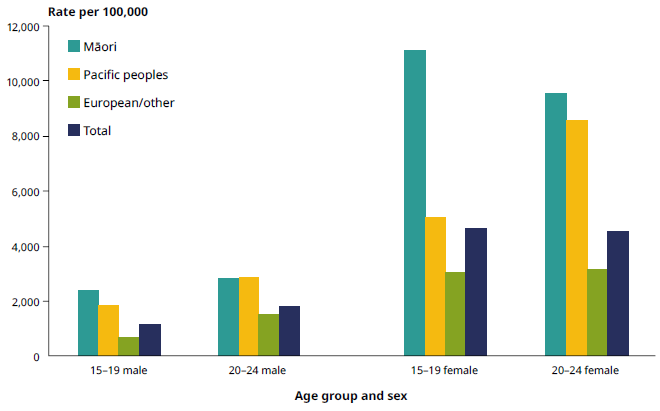 Rate per 100,000
12,000
10,000
8,000
6,000
4,000
2,000
0
Māori
Pacific peoples
European/other
Total
15–19 male
20–24 male
15–19 female
20–24 female
Age group and sex